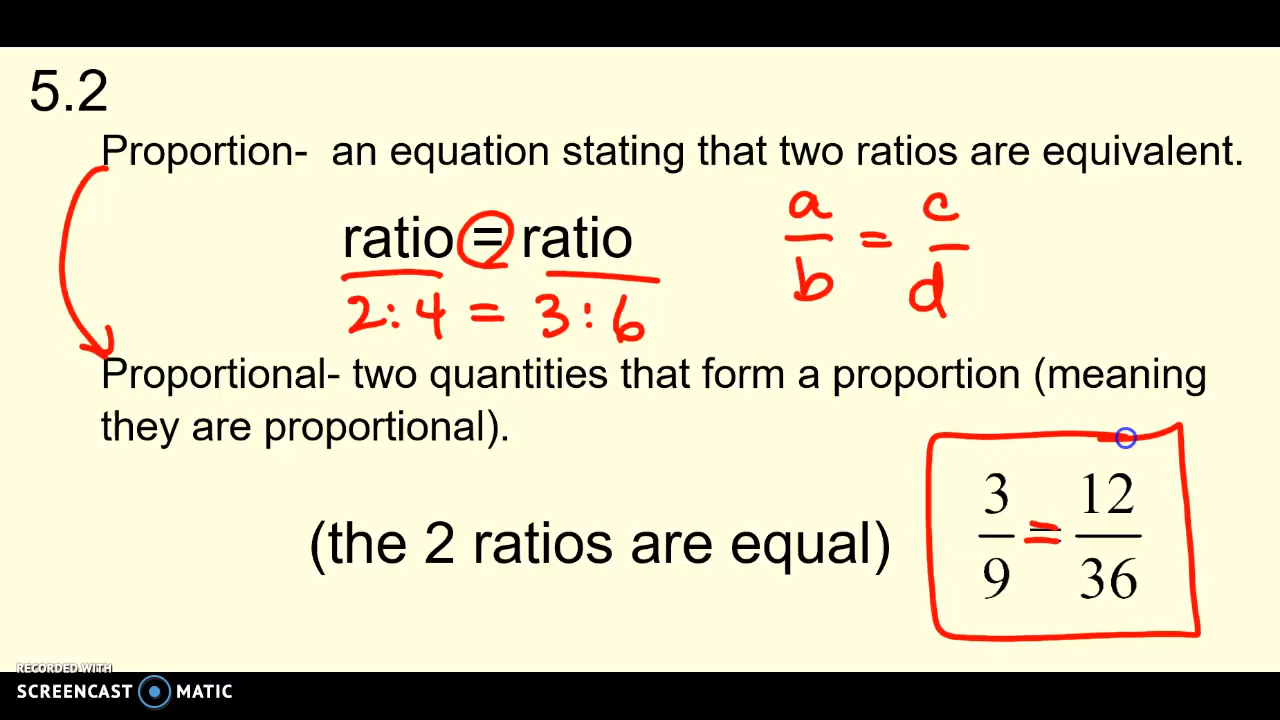 5.2
Proportion- an equation stating that two ratios are equivalent.
ratio = ratio
2:4 = 3:6
a/b = c/d
Proportional- two quantities that form a proportion (meaning
they are proportional).
(the 2 ratios are equal)
3/9 = 12/36
RECORDED WITH
SCREENCAST MATIC